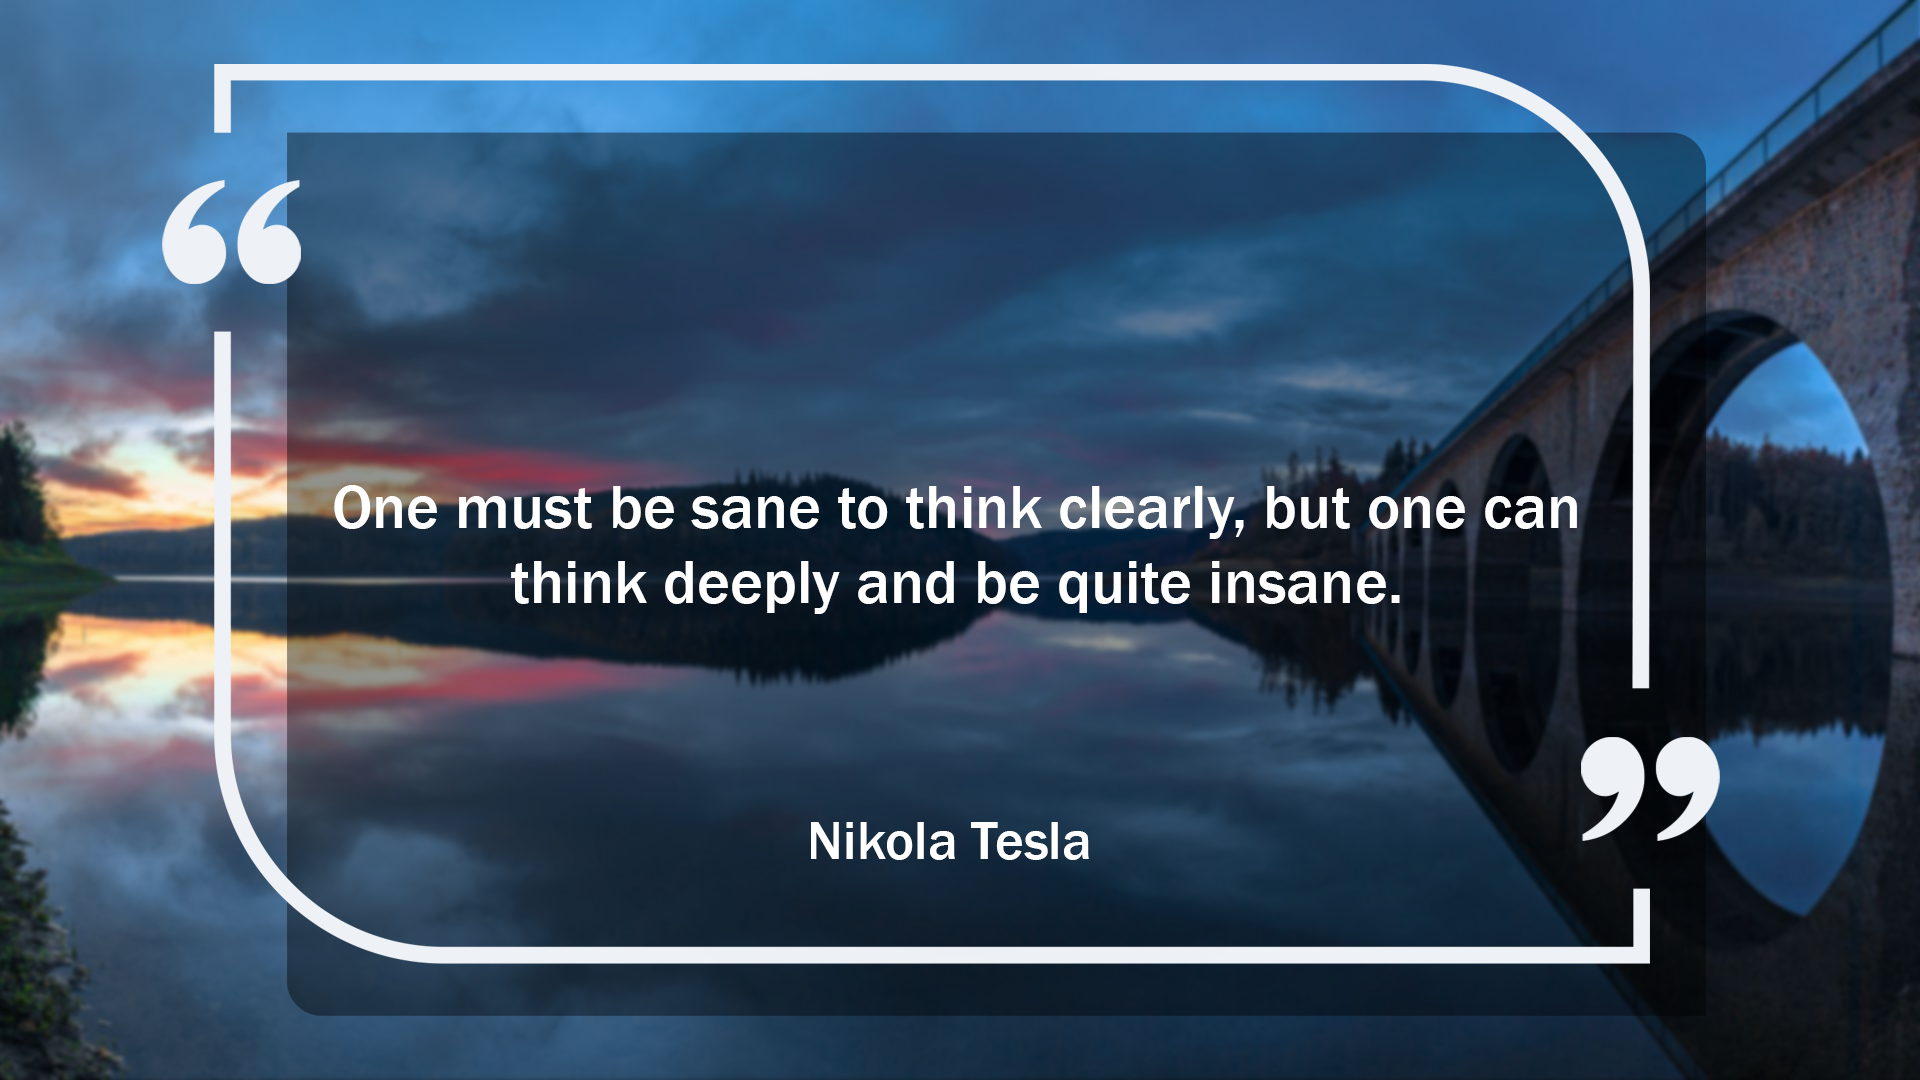 One must be sane to think clearly, but one can
think deeply and be quite insane.
Nikola Tesla